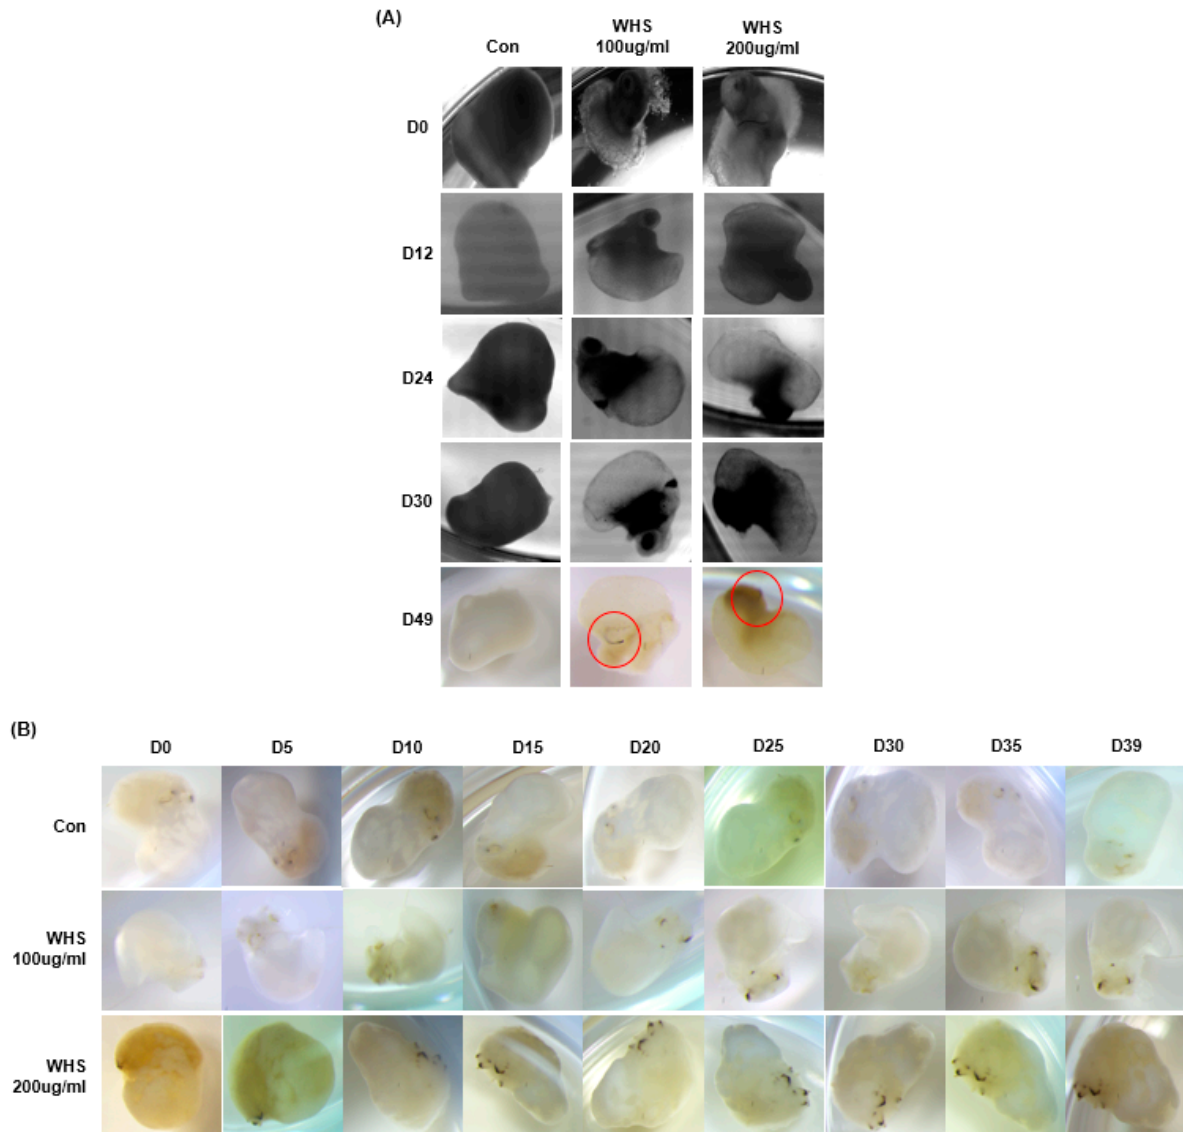 (A)
Con
WHS
100ug/ml
WHS
200ug/ml
D0
D12
D24
D30
D49
(B)
D0 D5 D10 D15 D20 D25 D30 D35 D39
Con
WHS
100ug/ml
WHS
200ug/ml